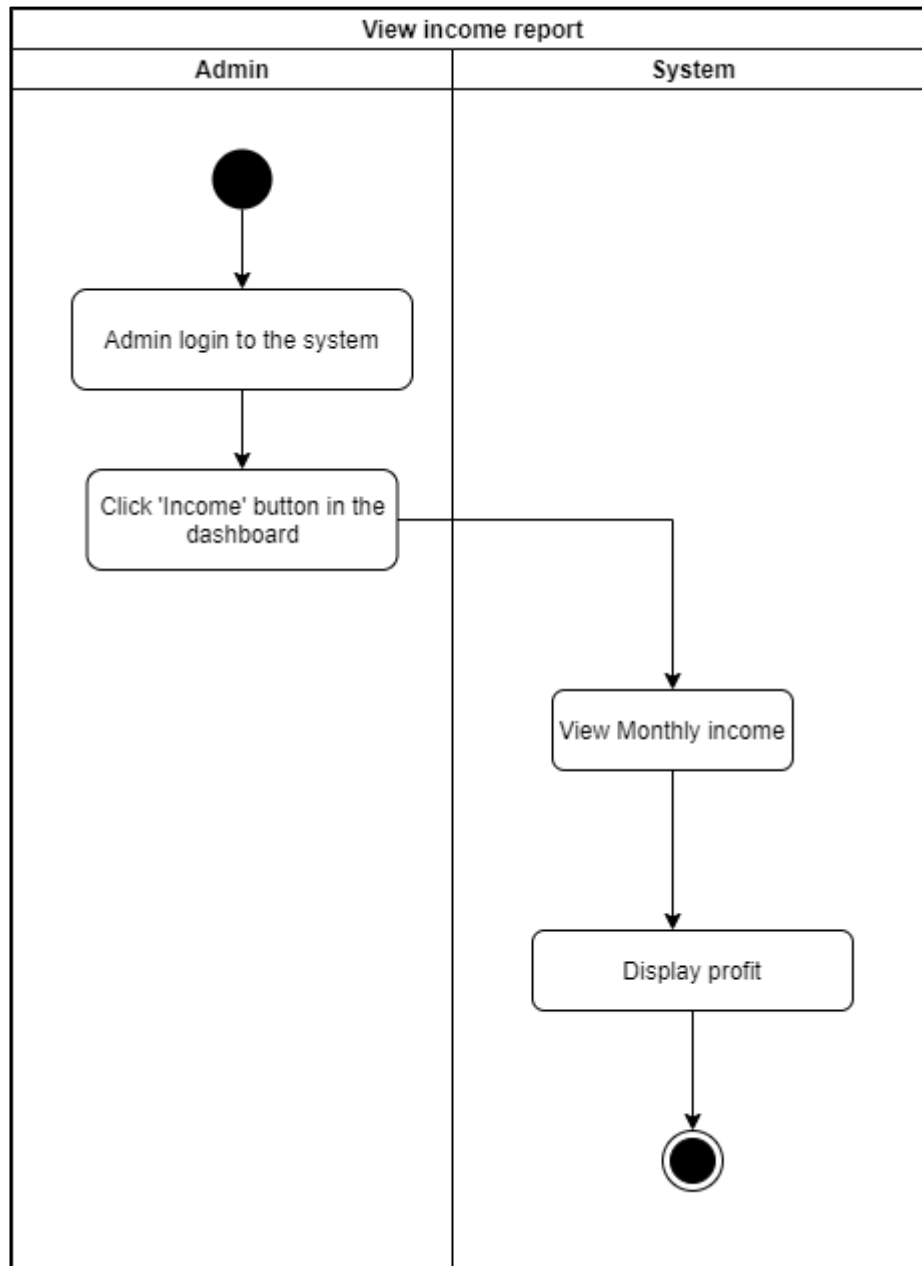 View income report
Admin
System
Admin login to the system
Click 'Income' button in the
dashboard
View Monthly income
Display profit